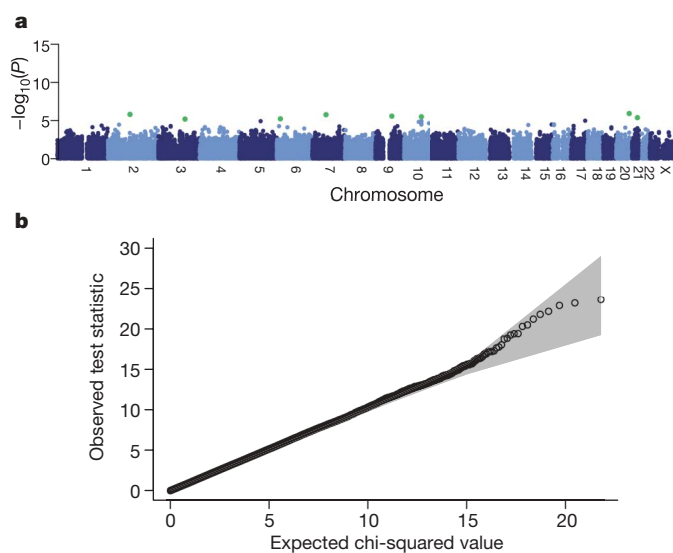 a
15
10
5
0
−log10(P)
1 2 3 4 5 6 7 8 9 10 11 12 13 14 15 16 17 18 19 20 21 22 X
Chromosome
b
30
25
20
15
10
5
0
Observed test statistic
0 5 10 15 20
Expected chi-squared value